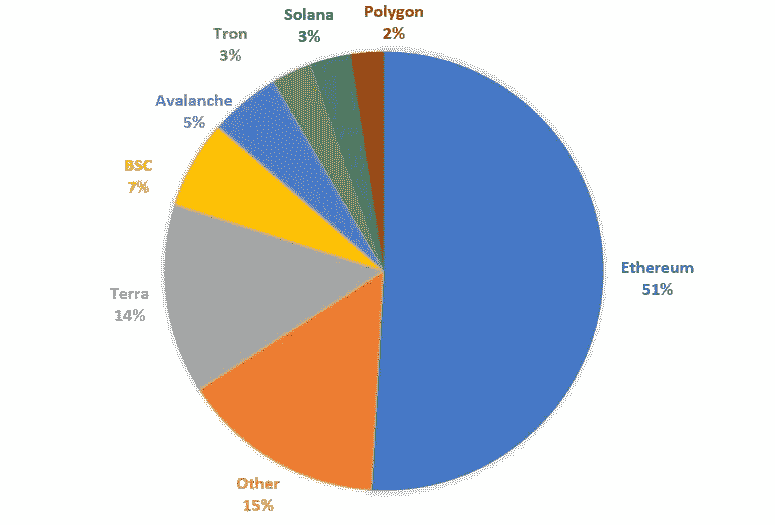 Polygon
2%
Solana
3%
Tron
3%
Avalanche
5%
BSC
7%
Ethereum
51%
Terra
14%
Other
15%